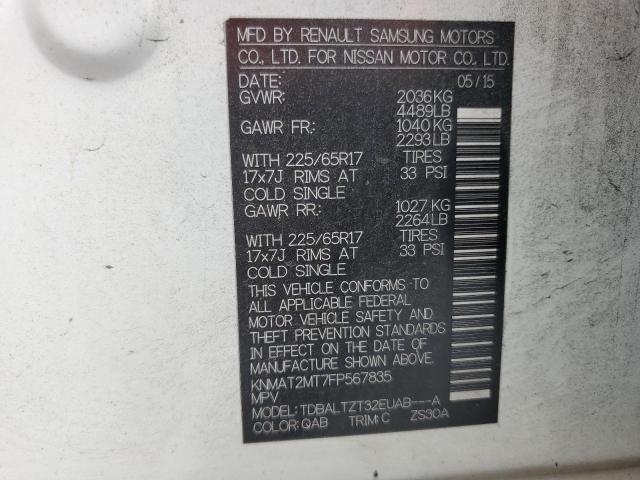 MFD BY RENAULT SAMSUNG MOTORS
CO., LTD. FOR NISSAN MOTOR CO., LTD.
DATE: 05/15
GVWR: 2036KG
4489LB
GAWR FR: 1040KG
2293LB
WITH 225/65R17 TIRES
17x7J RIMS AT 33 PSI
COLD SINGLE
GAWR RR: 1027 KG
2264LB
WITH 225/65R17 TIRES
17x7J RIMS AT 33 PSI
COLD SINGLE
THIS VEHICLE CONFORMS TO
ALL APPLICABLE FEDERAL
MOTOR VEHICLE SAFETY AND
THEFT PREVENTION STANDARDS
IN EFFECT ON THE DATE OF
MANUFACTURE SHOWN ABOVE.
KNMAT2MT7FP567835
MPV
MODEL: TDBALTZT32EUAB---A
COLOR: QAB TRIM: C ZS30A